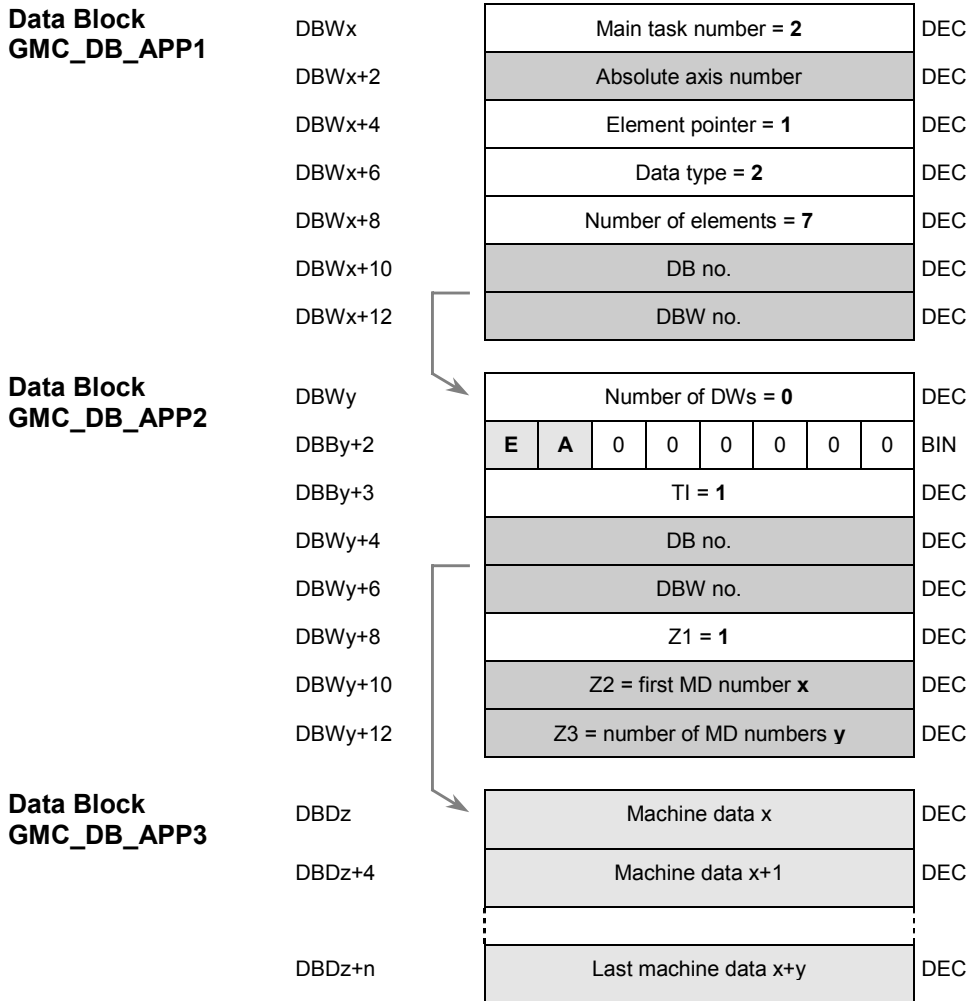 Data Block
GMC_DB_APP1
DBWx Main task number = 2 DEC
DBWx+2 Absolute axis number DEC
DBWx+4 Element pointer = 1 DEC
DBWx+6 Data type = 2 DEC
DBWx+8 Number of elements = 7 DEC
DBWx+10 DB no. DEC
DBWx+12 DBW no. DEC
Data Block
GMC_DB_APP2
DBWy Number of DWs = 0 DEC
DBBy+2 E A 0 0 0 0 0 0 BIN
DBBy+3 TI = 1 DEC
DBWy+4 DB no. DEC
DBWy+6 DBW no. DEC
DBWy+8 Z1 = 1 DEC
DBWy+10 Z2 = first MD number x DEC
DBWy+12 Z3 = number of MD numbers y DEC
Data Block
GMC_DB_APP3
DBDz Machine data x DEC
DBDz+4 Machine data x+1 DEC
DBDz+n Last machine data x+y DEC